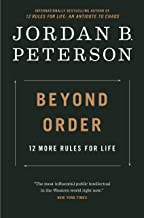 INTERNATIONALLY BESTSELLING AUTHOR OF
12 RULES FOR LIFE: AN ANTIDOTE TO CHAOS
JORDAN B.
PETERSON
BEYOND
ORDER
12 MORE RULES FOR LIFE
"The most influential public intellectual
in the Western world right now."
NEW YORK TIMES